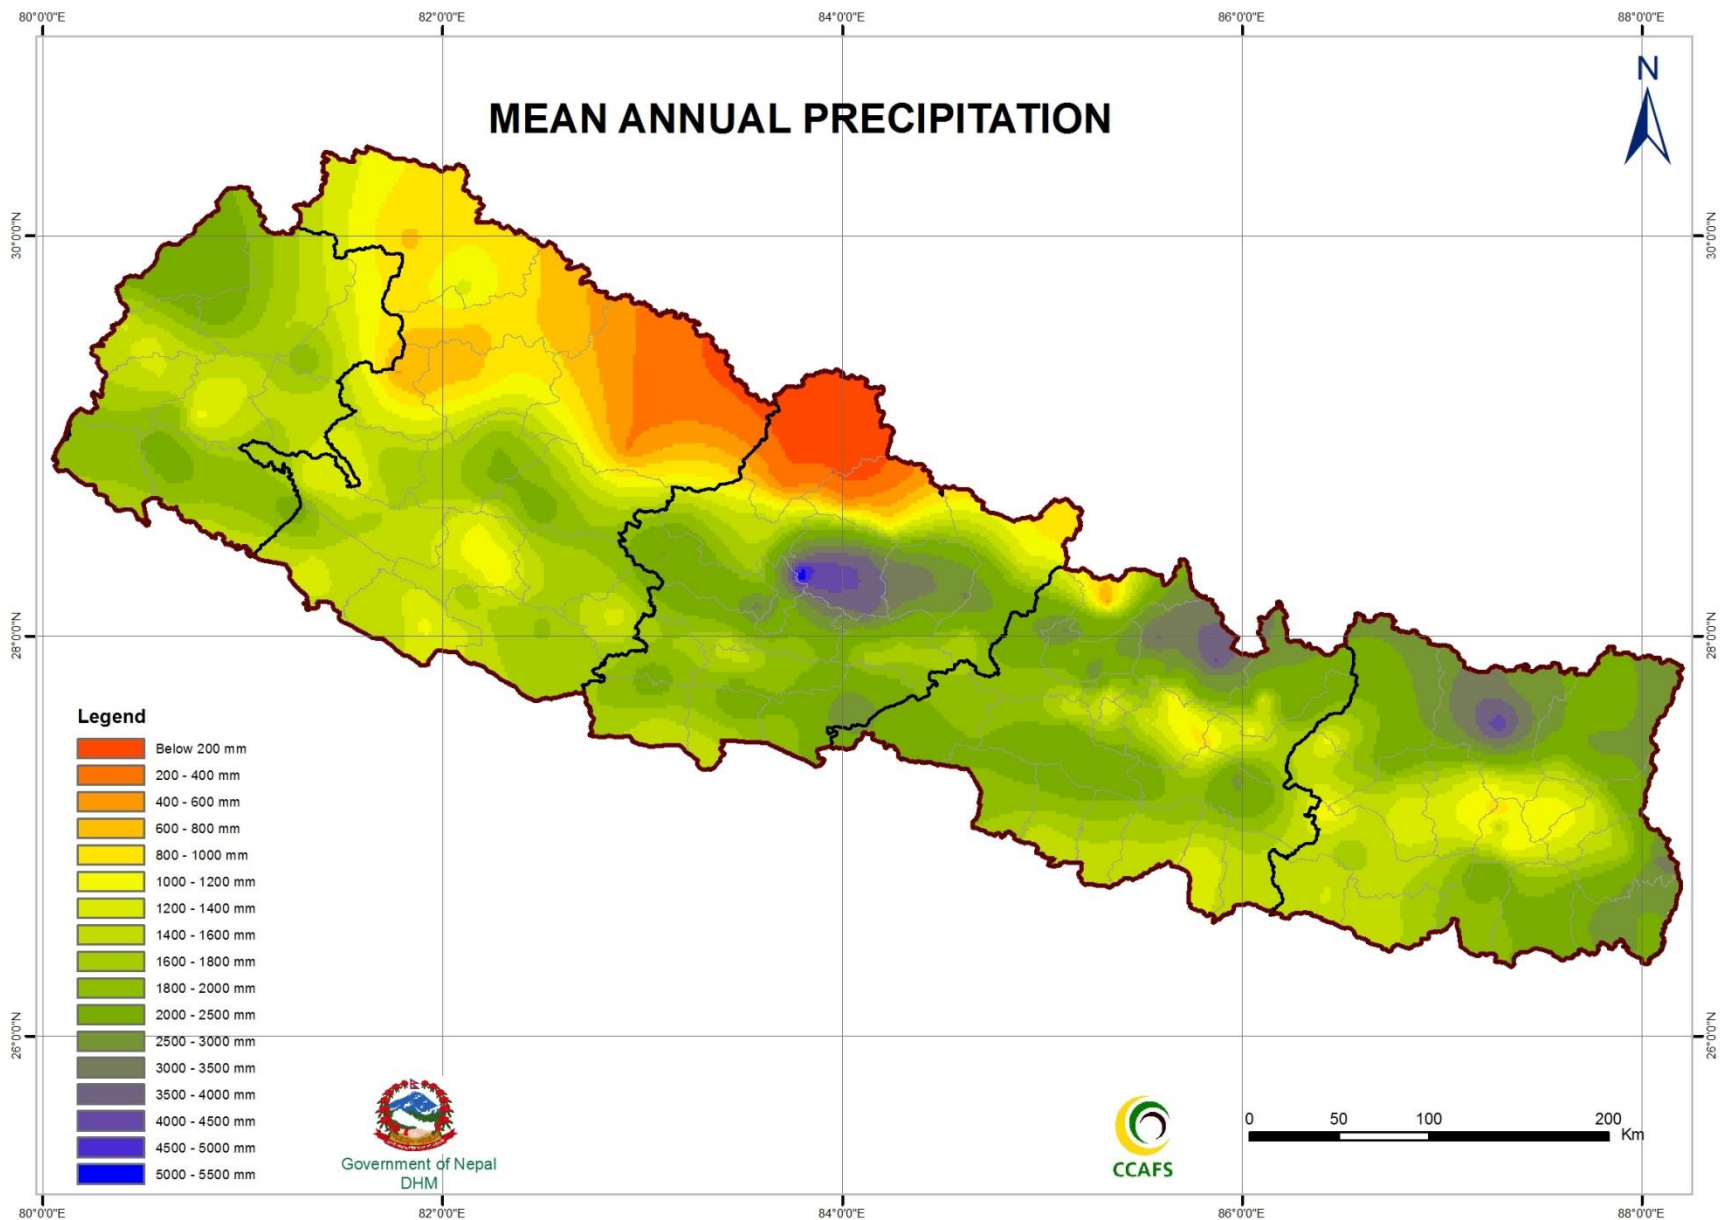 80°0'0"E 82°0'0"E 84°0'0"E 86°0'0"E 88°0'0"E
N
MEAN ANNUAL PRECIPITATION
30°0'0"N 30°0'0"N
28°0'0"N 28°0'0"N
Legend
Below 200 mm
200 - 400 mm
400 - 600 mm
600 - 800 mm
800 - 1000 mm
1000 - 1200 mm
1200 - 1400 mm
1400 - 1600 mm
1600 - 1800 mm
1800 - 2000 mm
2000 - 2500 mm
2500 - 3000 mm
3000 - 3500 mm
3500 - 4000 mm
4000 - 4500 mm
4500 - 5000 mm
5000 - 5500 mm
26°0'0"N 26°0'0"N
Government of Nepal
DHM
CCAFS
0 50 100 200
Km
80°0'0"E 82°0'0"E 84°0'0"E 86°0'0"E 88°0'0"E